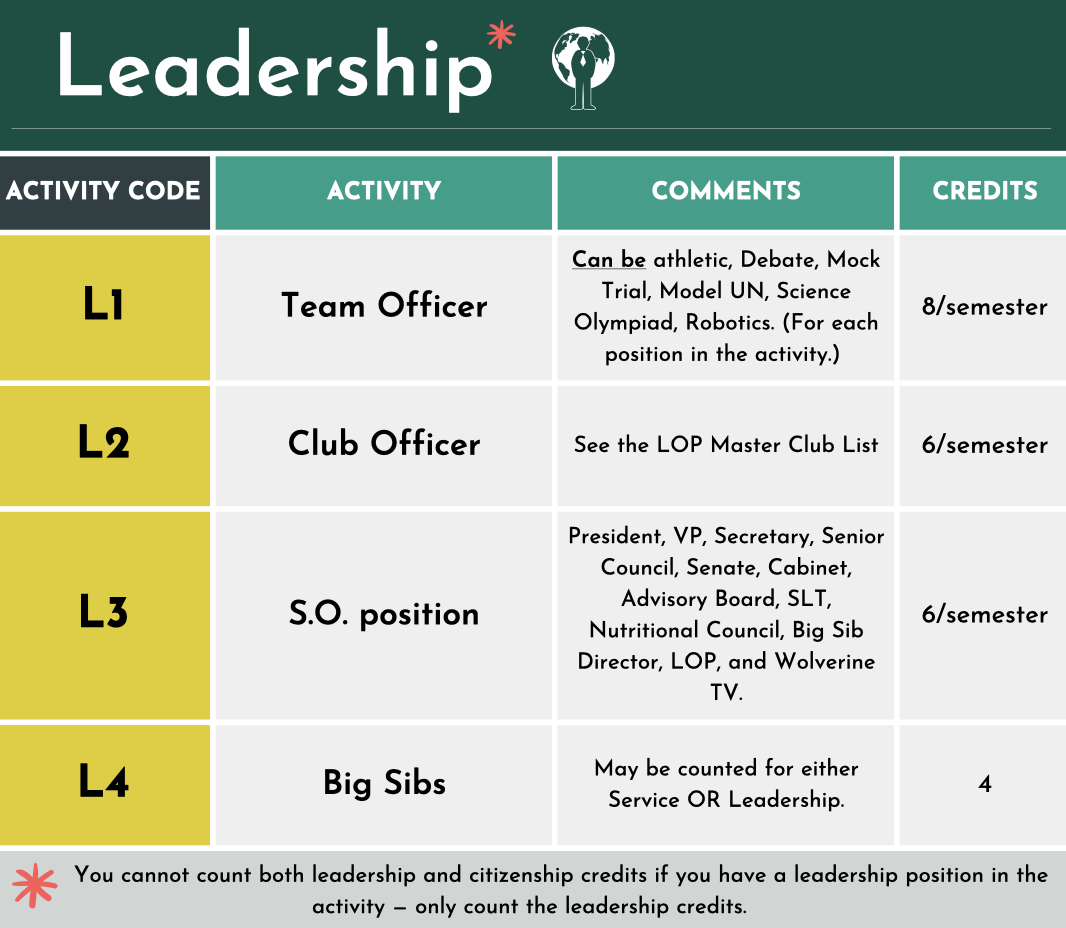 Leadership
ACTIVITY CODE
ACTIVITY
COMMENTS
CREDITS
L1
Team Officer
Can be athletic, Debate, Mock
Trial, Model UN, Science
Olympiad, Robotics. (For each
position in the activity.)
8/semester
L2
Club Officer
See the LOP Master Club List
6/semester
L3
S.O. position
President, VP, Secretary, Senior
Council, Senate, Cabinet,
Advisory Board, SLT,
Nutritional Council, Big Sib
Director, LOP, and Wolverine
TV.
6/semester
L4
Big Sibs
May be counted for either
Service OR Leadership.
4
You cannot count both leadership and citizenship credits if you have a leadership position in the
activity – only count the leadership credits.